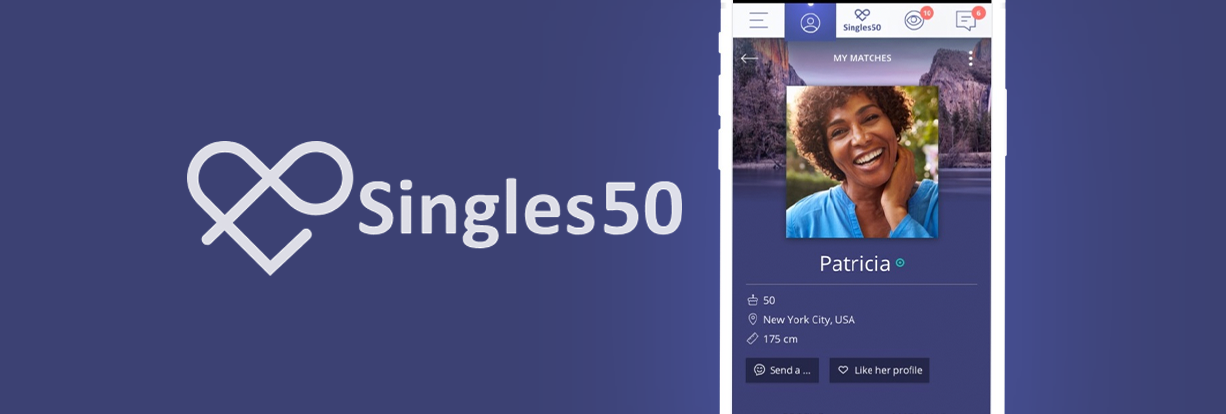 Singles50
16
6
Singles50
MY MATCHES
Patricia
50
New York City, USA
175 cm
Send a ...
Like her profile